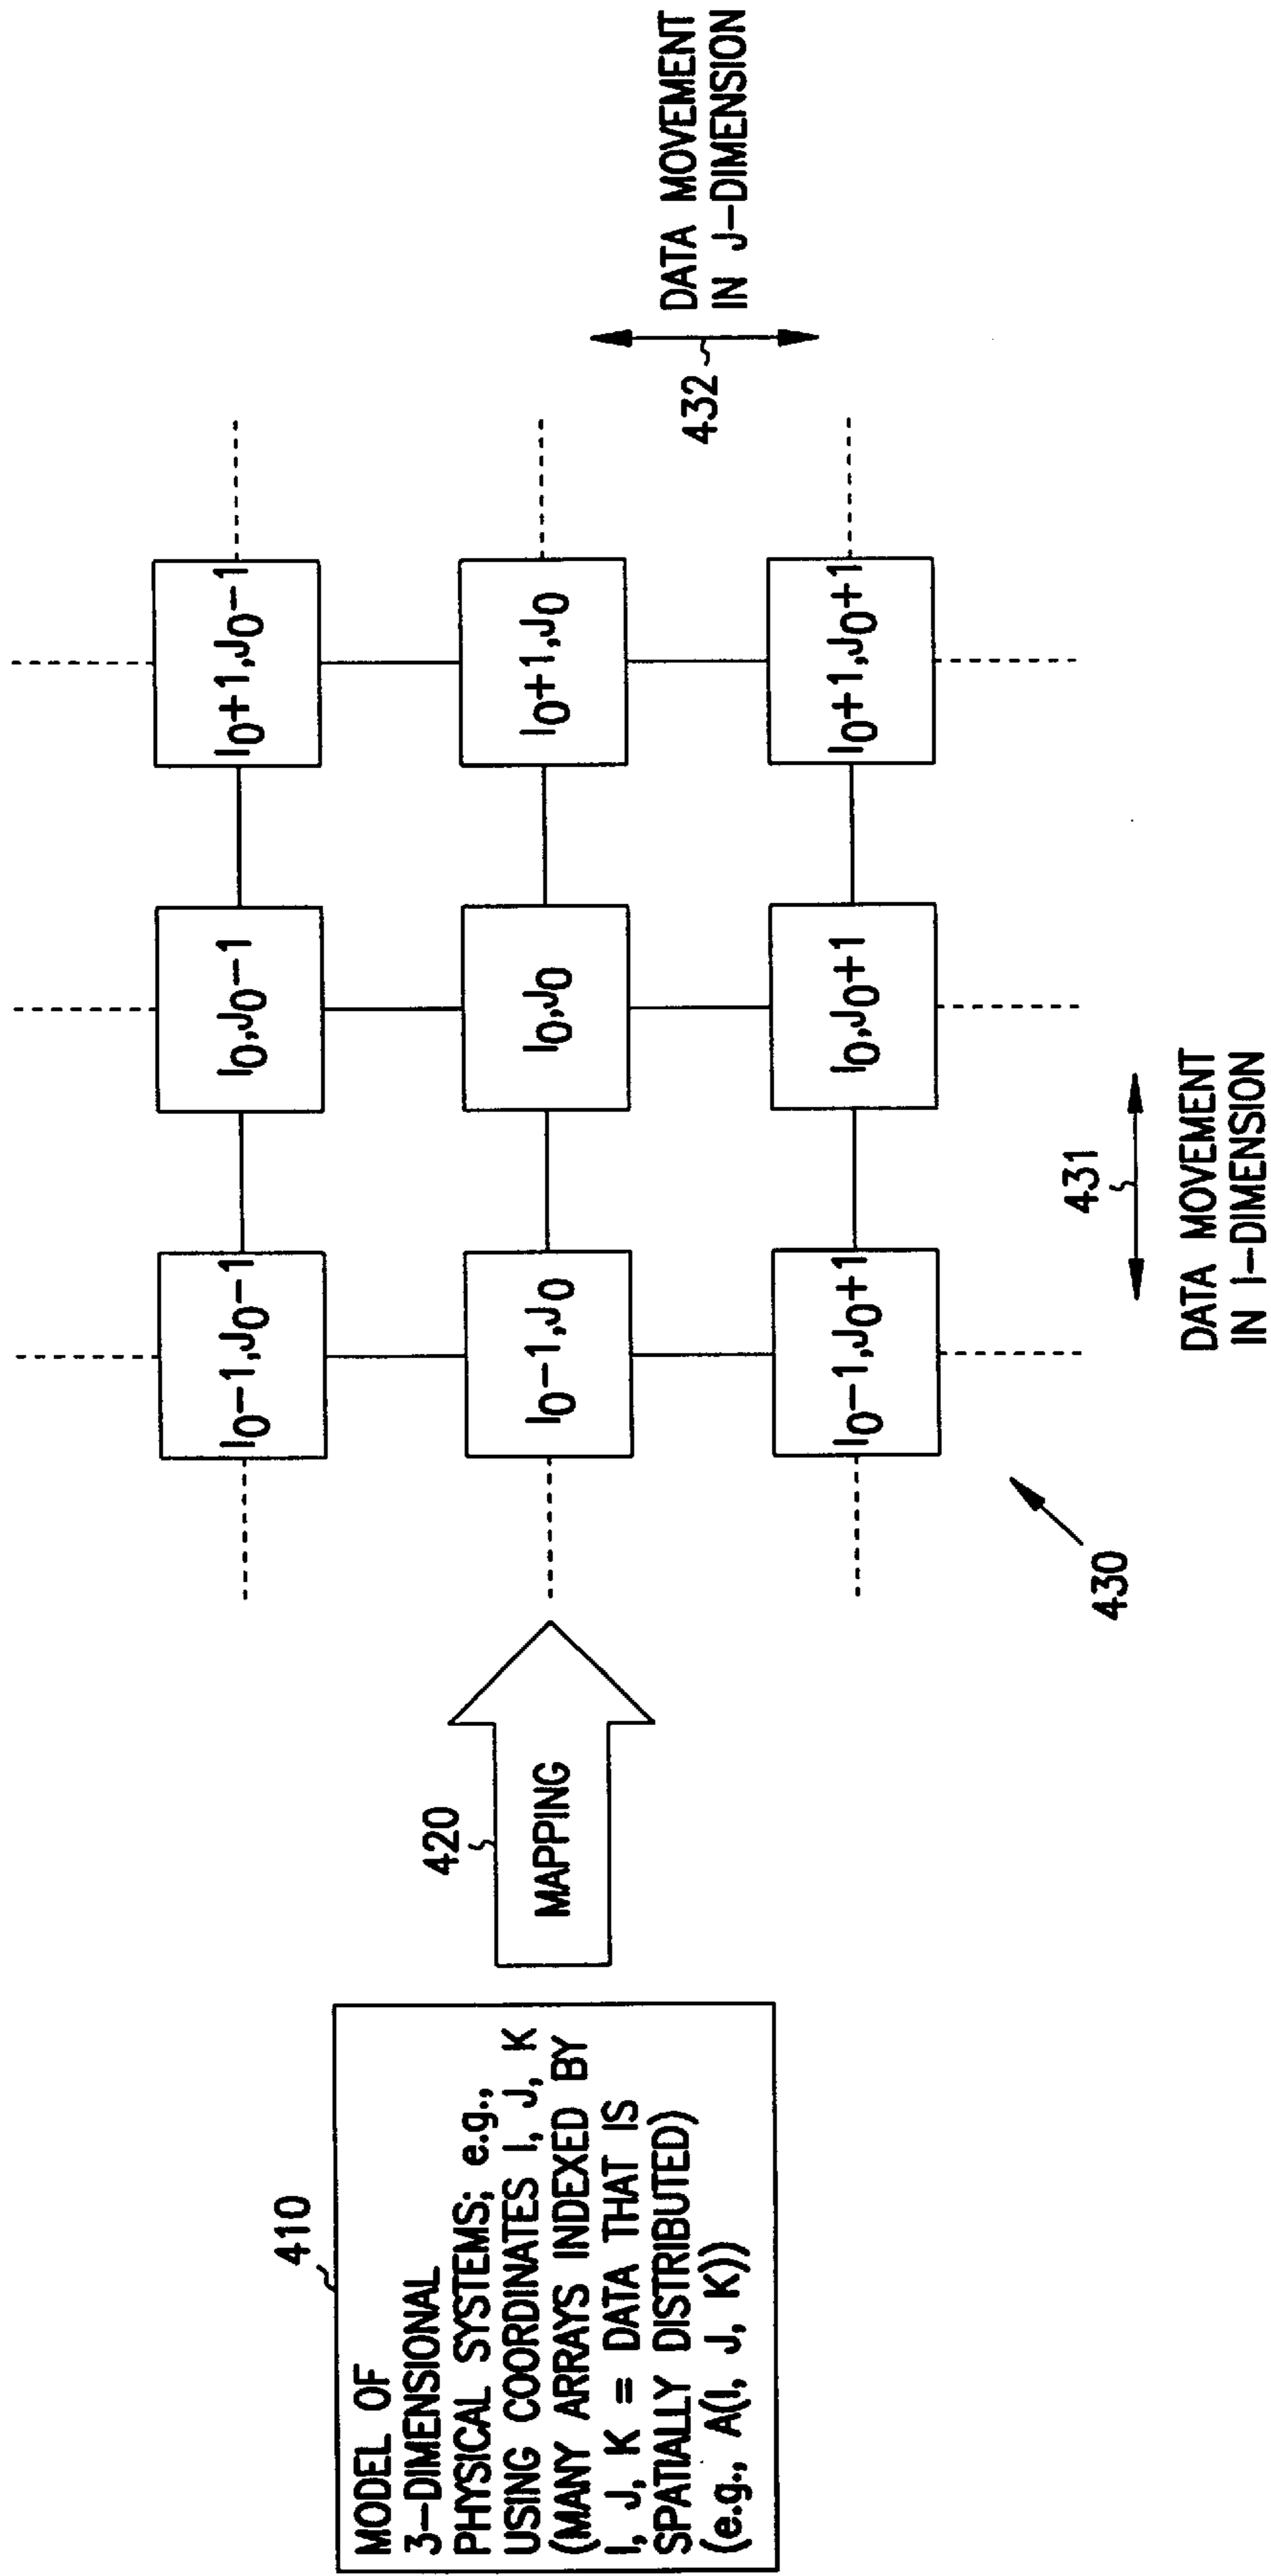 410
MODEL OF
3-DIMENSIONAL
PHYSICAL SYSTEMS; e.g.,
USING COORDINATES I, J, K
(MANY ARRAYS INDEXED BY
I, J, K = DATA THAT IS
SPATIALLY DISTRIBUTED)
(e.g., A(I, J, K))
420
MAPPING
I0-1,J0-1
I0,J0-1
I0+1,J0-1
I0-1,J0
I0,J0
I0+1,J0
I0-1,J0+1
I0,J0+1
I0+1,J0+1
430
431
DATA MOVEMENT
IN I-DIMENSION
432
DATA MOVEMENT
IN J-DIMENSION